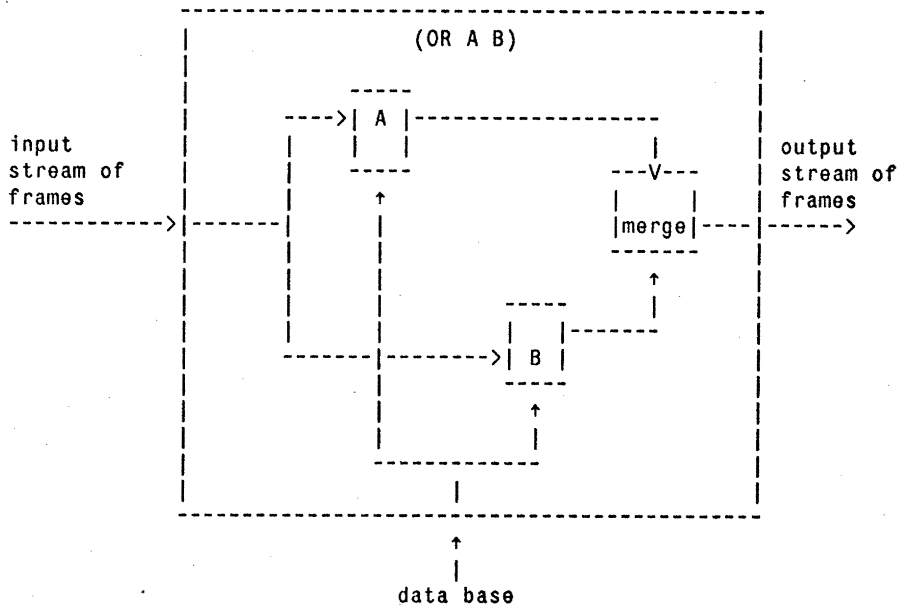 (OR A B)
A
input
stream of
frames
output
stream of
frames
merge
B
data base